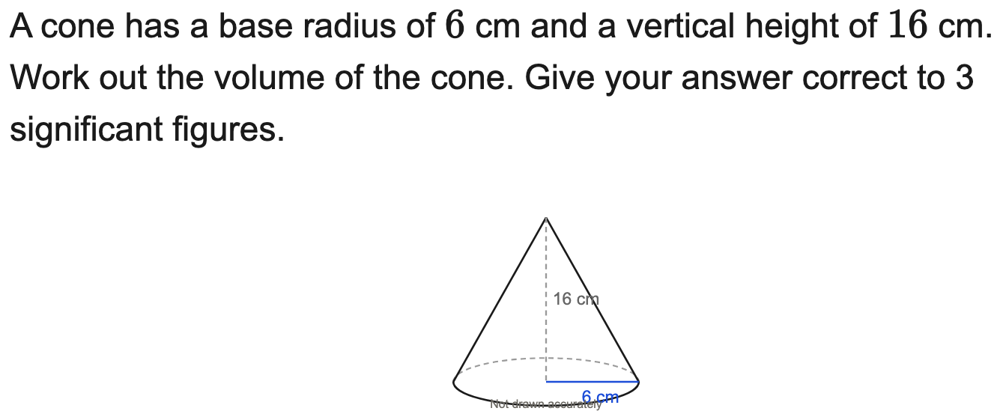 A cone has a base radius of 6 cm and a vertical height of 16 cm.
Work out the volume of the cone. Give your answer correct to 3
significant figures.
16 cm
6 cm
Not drawn accurately